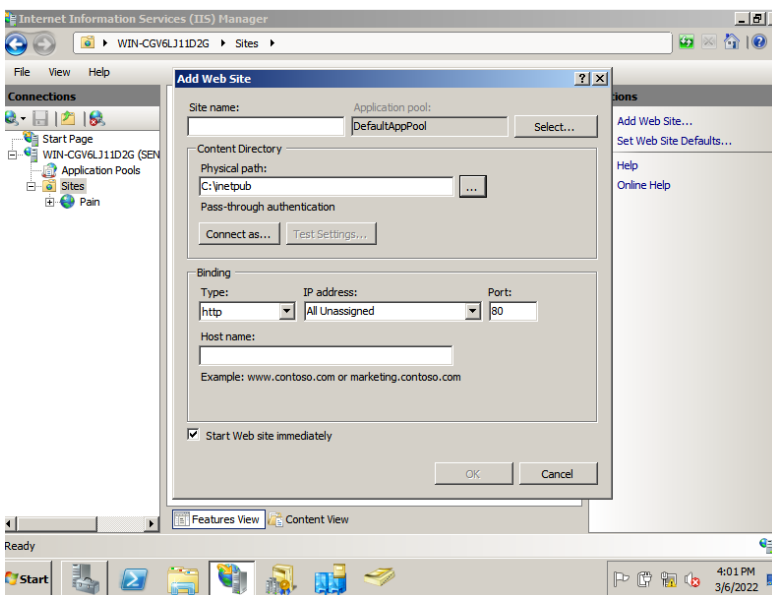 Internet Information Services (IIS) Manager
WIN-CGV6LJ11D2G Sites
File View Help
Connections
Start Page
WIN-CGV6LJ11D2G (SEN
Application Pools
Sites
Pain
Add Web Site
Site name:
Application pool:
DefaultAppPool
Select...
Content Directory
Physical path:
C:\inetpub
...
Pass-through authentication
Connect as...
Test Settings...
Binding
Type:
IP address:
Port:
http
All Unassigned
80
Host name:
Example: www.contoso.com or marketing.contoso.com
Start Web site immediately
OK
Cancel
ions
Add Web Site...
Set Web Site Defaults...
Help
Online Help
Features View
Content View
Ready
Start
4:01 PM
3/6/2022